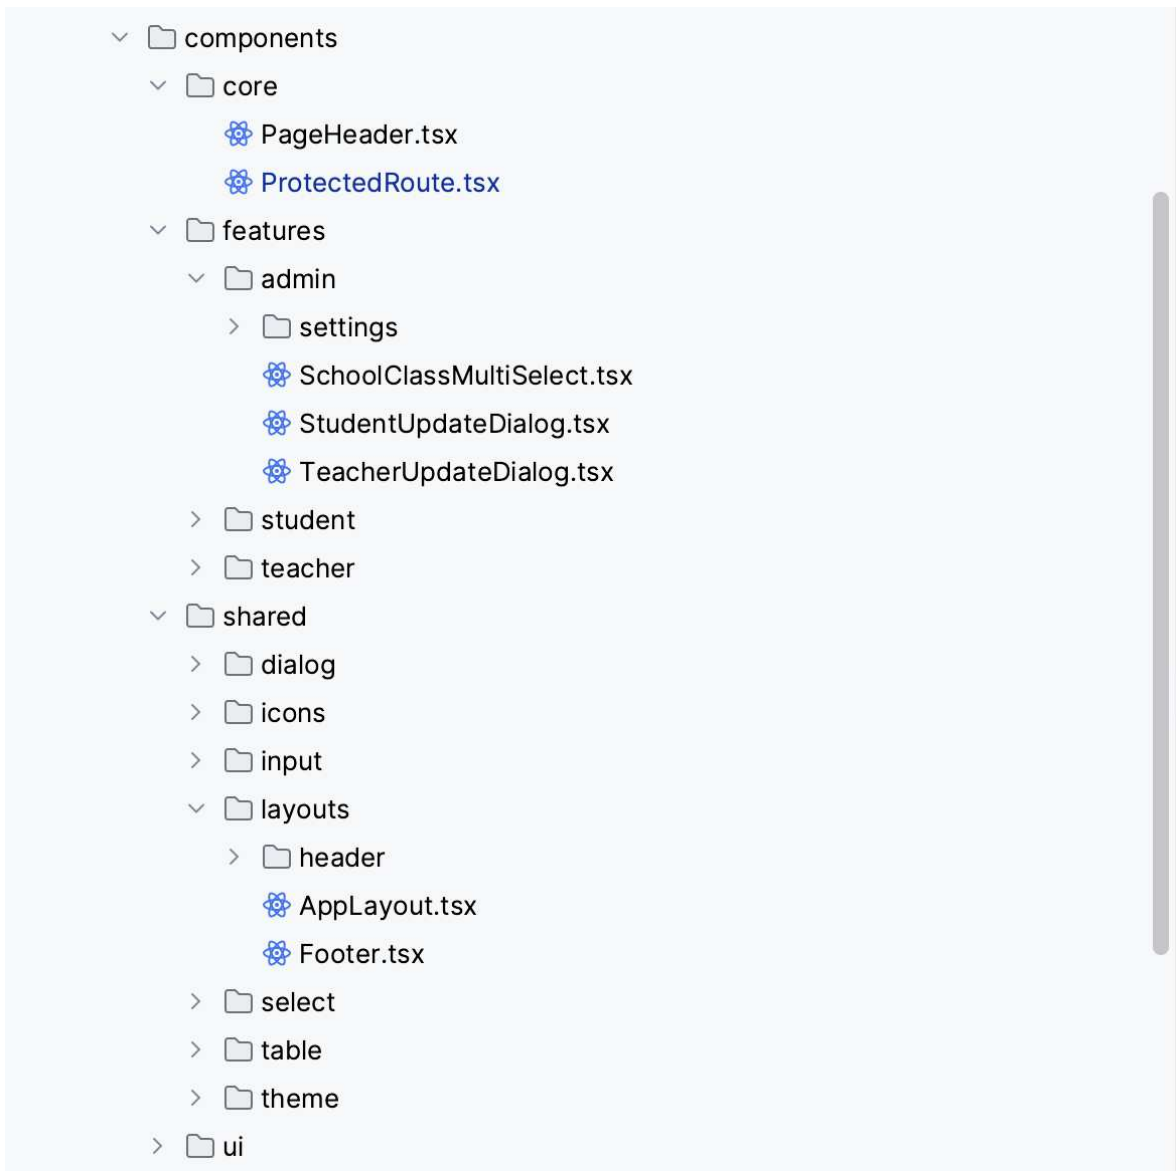 components
core
PageHeader.tsx
ProtectedRoute.tsx
features
admin
settings
SchoolClassMultiSelect.tsx
StudentUpdateDialog.tsx
TeacherUpdateDialog.tsx
student
teacher
shared
dialog
icons
input
layouts
header
AppLayout.tsx
Footer.tsx
select
table
theme
ui